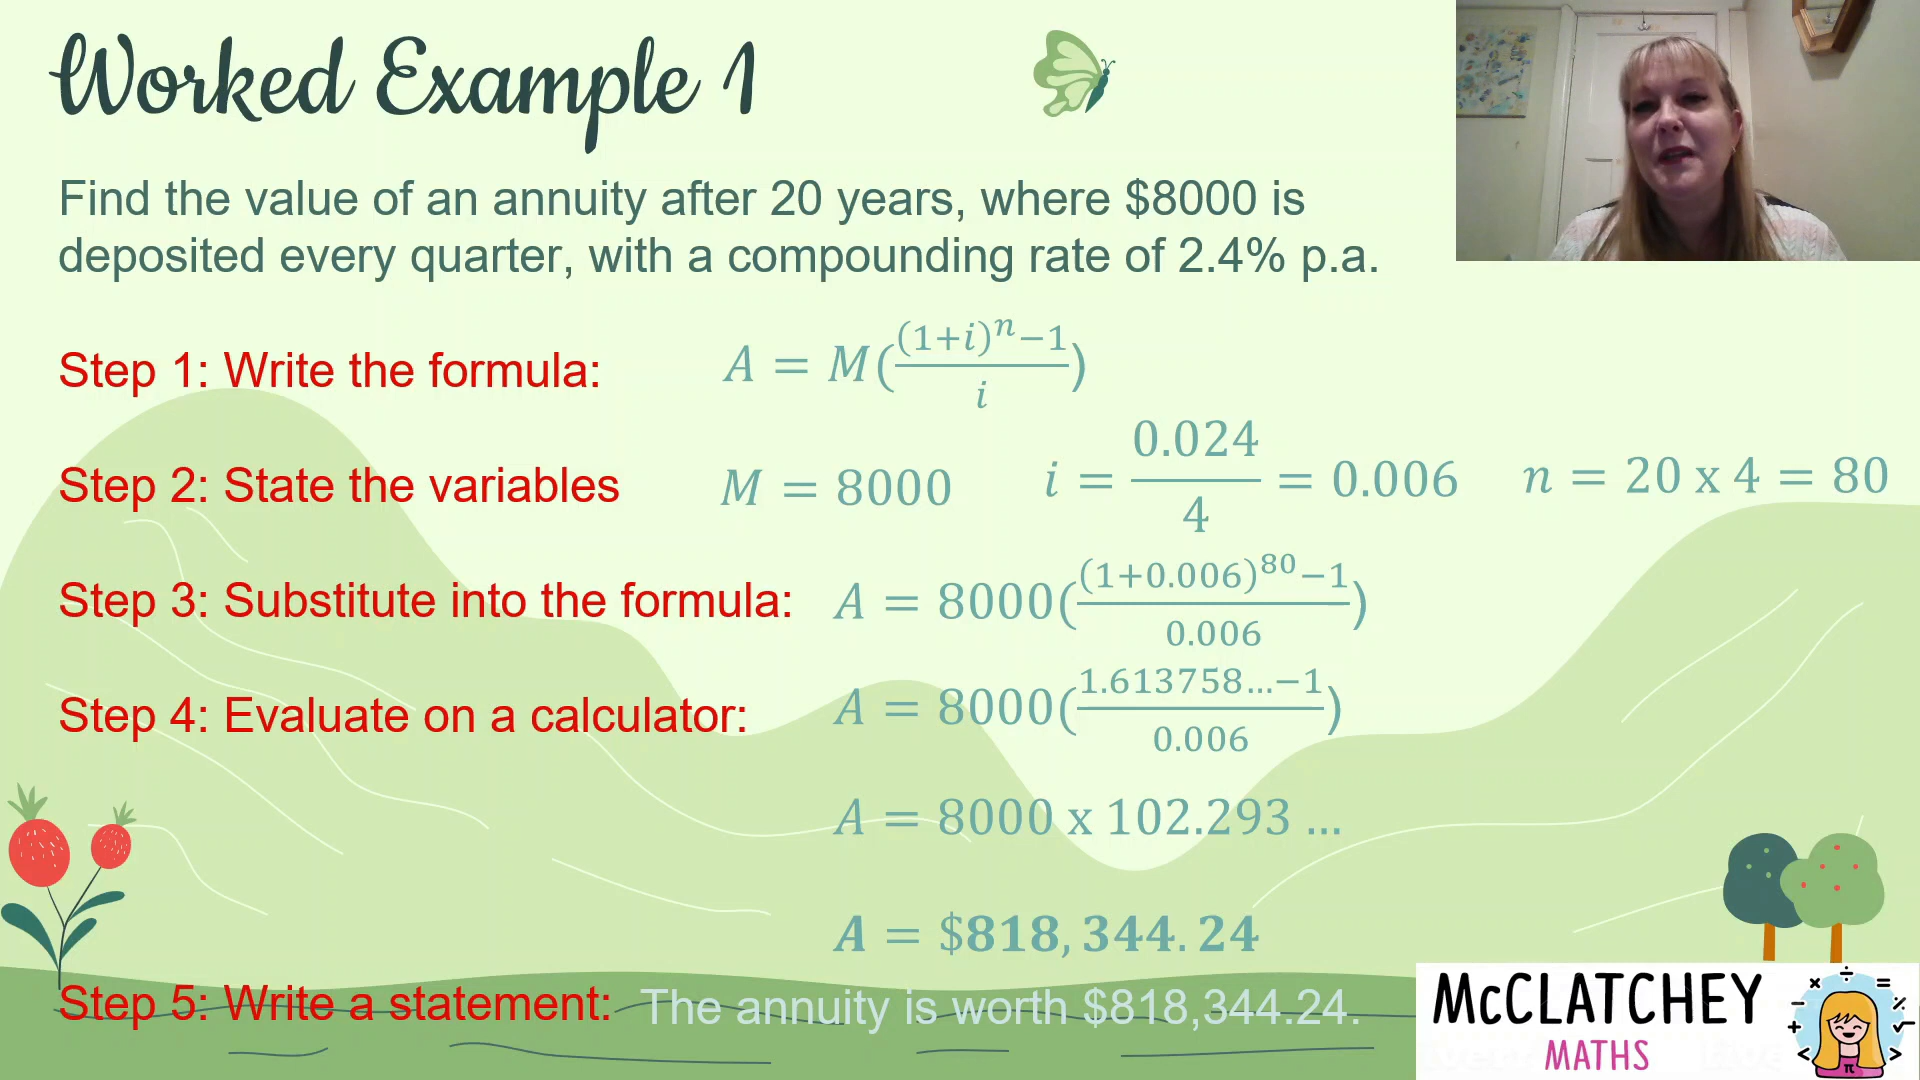 Worked Example 1
Find the value of an annuity after 20 years, where $8000 is
deposited every quarter, with a compounding rate of 2.4% p.a.
Step 1: Write the formula: A = M(((1+i)^n−1)/i)
Step 2: State the variables M = 8000 i = 0.024/4 = 0.006 n = 20 x 4 = 80
Step 3: Substitute into the formula: A = 8000(((1+0.006)^80−1)/0.006)
Step 4: Evaluate on a calculator: A = 8000((1.613758...−1)/0.006)
A = 8000 x 102.293 ...
A = $818,344.24
Step 5: Write a statement: The annuity is worth $818,344.24.
McCLATCHEY
MATHS